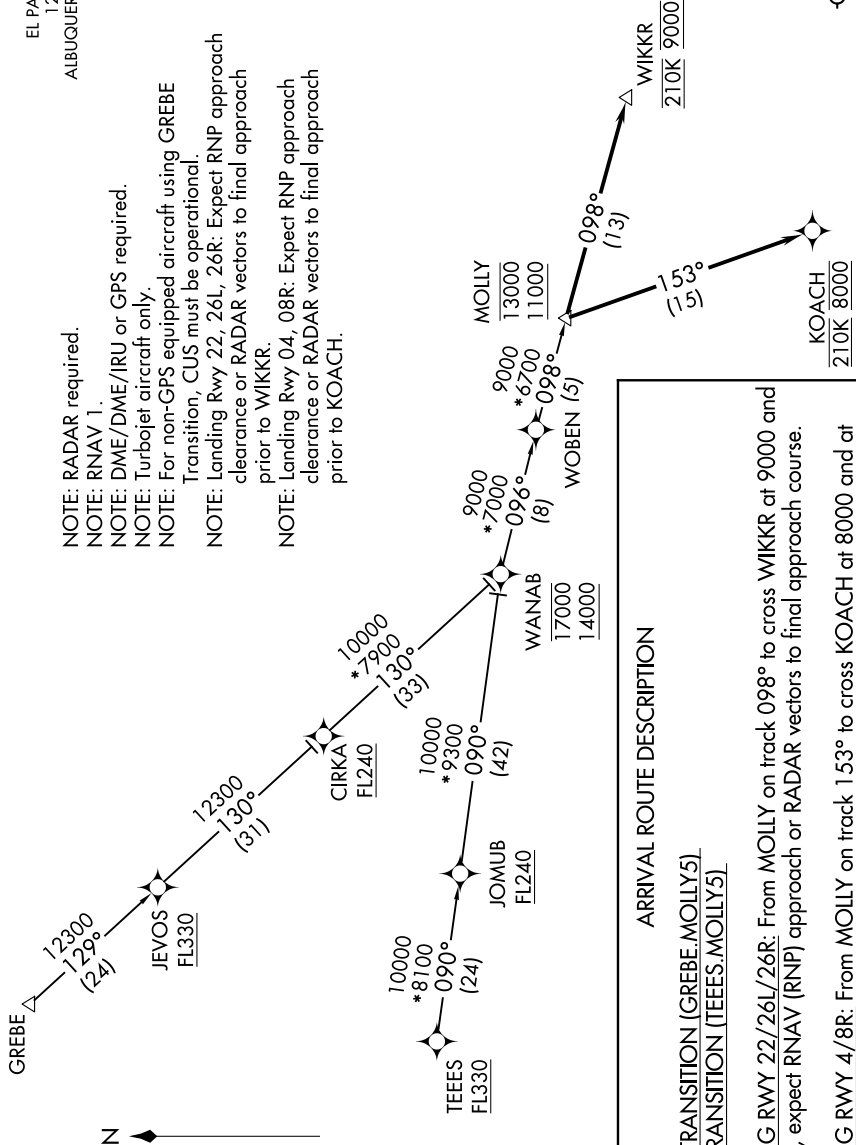 EL PA
12
ALBUQUER
NOTE: RADAR required.
NOTE: RNAV 1.
NOTE: DME/DME/IRU or GPS required.
NOTE: Turbojet aircraft only.
NOTE: For non-GPS equipped aircraft using GREBE
Transition, CUS must be operational.
NOTE: Landing Rwy 22, 26L, 26R: Expect RNP approach
clearance or RADAR vectors to final approach
prior to WIKKR.
NOTE: Landing Rwy 04, 08R: Expect RNP approach
clearance or RADAR vectors to final approach
prior to KOACH.
N
GREBE
12300
129°
(24)
JEVOS
FL330
12300
130°
(31)
CIRKA
FL240
10000
*7900
130°
(33)
TEEES
FL330
10000
*8100
090°
(24)
JOMUB
FL240
10000
*9300
090°
(42)
WANAB
17000
14000
9000
*7000
096°
(8)
WOBEN
9000
*6700
098°
(5)
MOLLY
13000
11000
098°
(13)
WIKKR
210K 9000
153°
(15)
KOACH
210K 8000
ARRIVAL ROUTE DESCRIPTION
TRANSITION (GREBE.MOLLY5)
RANSITION (TEEES.MOLLY5)
G RWY 22/26L/26R: From MOLLY on track 098° to cross WIKKR at 9000 and
, expect RNAV (RNP) approach or RADAR vectors to final approach course.
G RWY 4/8R: From MOLLY on track 153° to cross KOACH at 8000 and at